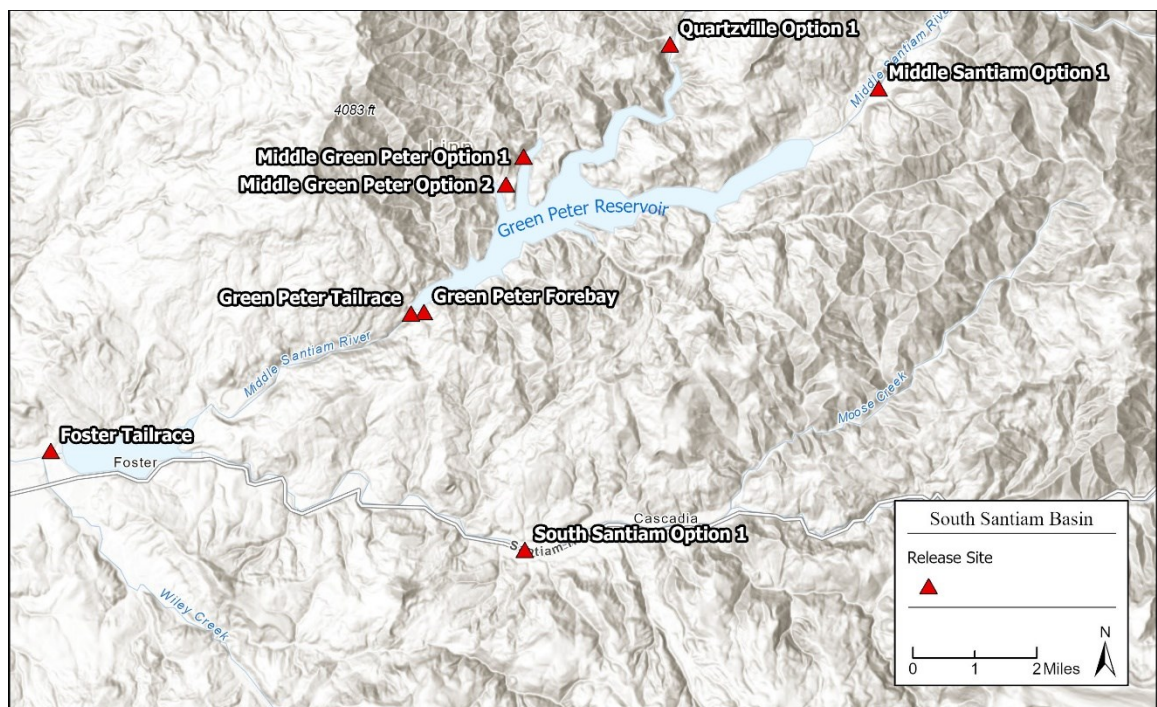 Quartzville Option 1
Middle Santiam River
Middle Santiam Option 1
4083 ft
Linn
Middle Green Peter Option 1
Middle Green Peter Option 2
Green Peter Reservoir
Green Peter Tailrace
Green Peter Forebay
Middle Santiam River
Moose Creek
Foster Tailrace
Foster
Cascadia
South Santiam Option 1
Wiley Creek
South Santiam Basin
Release Site
N
0 1 2 Miles